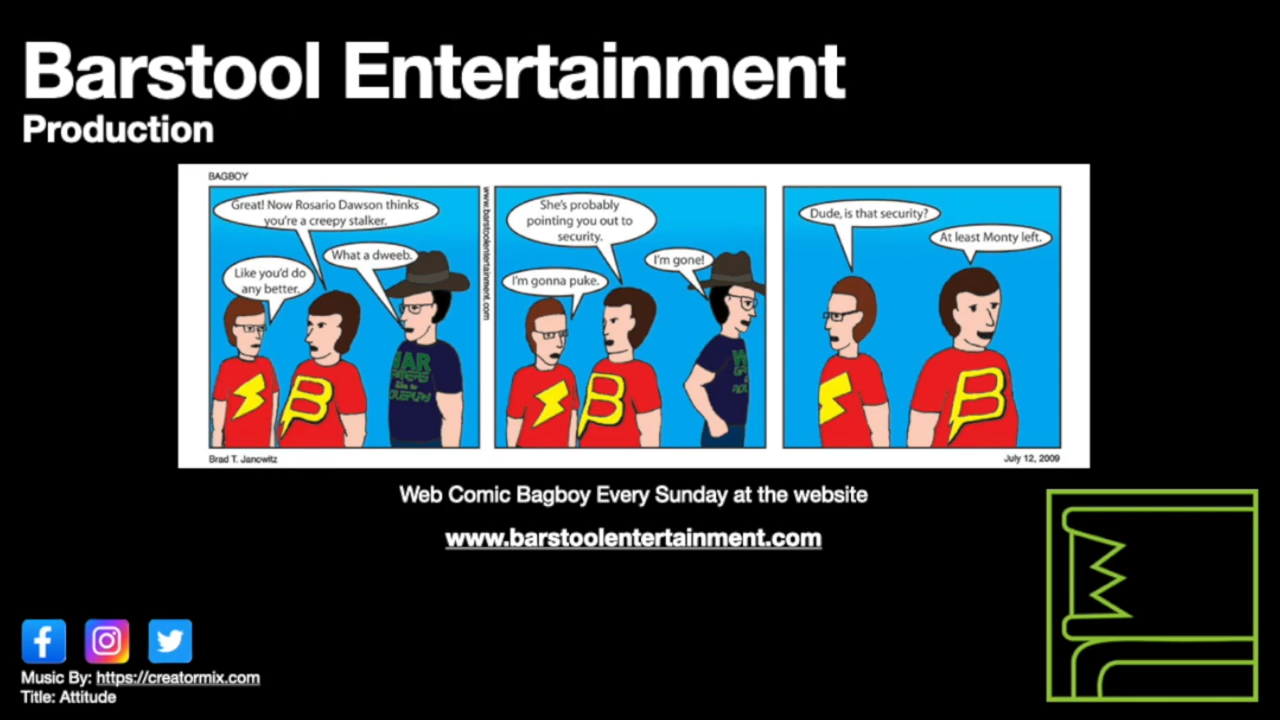 Barstool Entertainment
Production
BAGBOY
Great! Now Rosario Dawson thinks
you're a creepy stalker.
What a dweeb.
Like you'd do
any better.
www.barstoolentertainment.com
She's probably
pointing you out to
security.
I'm gonna puke.
I'm gone!
Dude, is that security?
At least Monty left.
B
B
B
Brad T. Janowitz
July 12, 2009
Web Comic Bagboy Every Sunday at the website
www.barstoolentertainment.com
Music By: https://creatormix.com
Title: Attitude